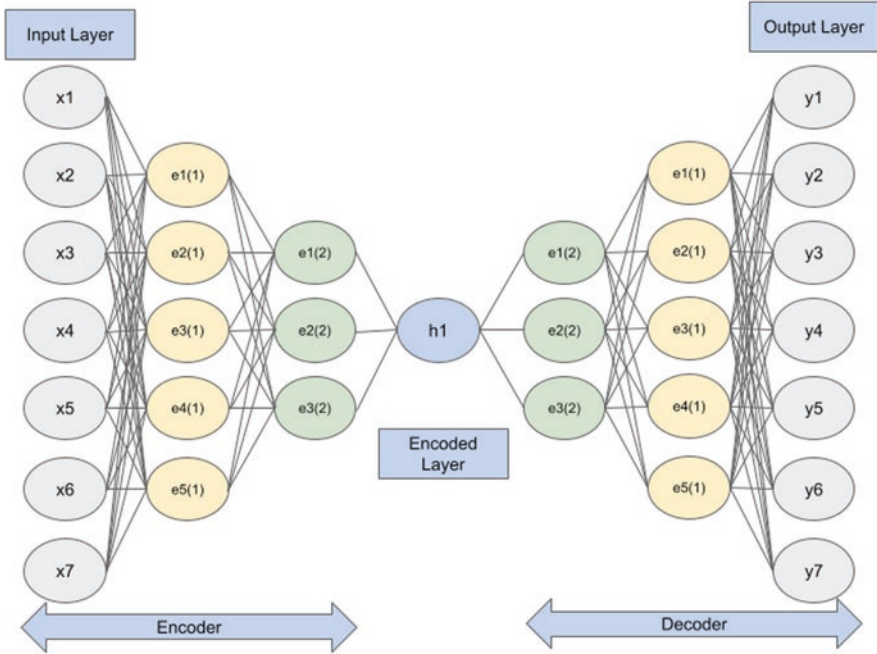 Input Layer
Output Layer
x1
x2
x3
x4
x5
x6
x7
e1(1)
e2(1)
e3(1)
e4(1)
e5(1)
e1(2)
e2(2)
e3(2)
h1
Encoded
Layer
e1(2)
e2(2)
e3(2)
e1(1)
e2(1)
e3(1)
e4(1)
e5(1)
y1
y2
y3
y4
y5
y6
y7
Encoder
Decoder